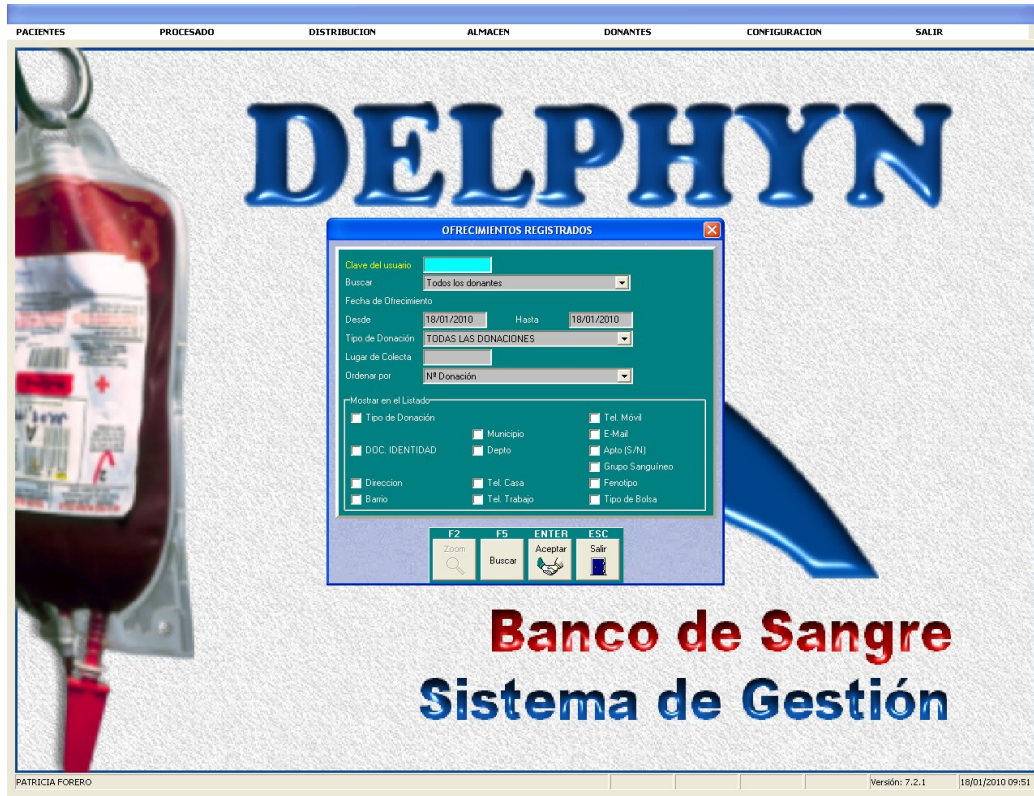 PACIENTES PROCESADO DISTRIBUCION ALMACEN DONANTES CONFIGURACION SALIR
DELPHYN
OFRECIMIENTOS REGISTRADOS
Clave del usuario
Buscar Todos los donantes
Fecha de Ofrecimiento
Desde 18/01/2010 Hasta 18/01/2010
Tipo de Donación TODAS LAS DONACIONES
Lugar de Colecta
Ordenar por Nº Donación
Mostrar en el Listado
Tipo de Donación Tel. Móvil
Municipio E-Mail
DOC. IDENTIDAD Depto Apto (S/N)
Grupo Sanguíneo
Direccion Tel. Casa Fenotipo
Barrio Tel. Trabajo Tipo de Bolsa
F2 F5 ENTER ESC
Zoom Buscar Aceptar Salir
Banco de Sangre
Sistema de Gestión
PATRICIA FORERO Versión: 7.2.1 18/01/2010 09:51